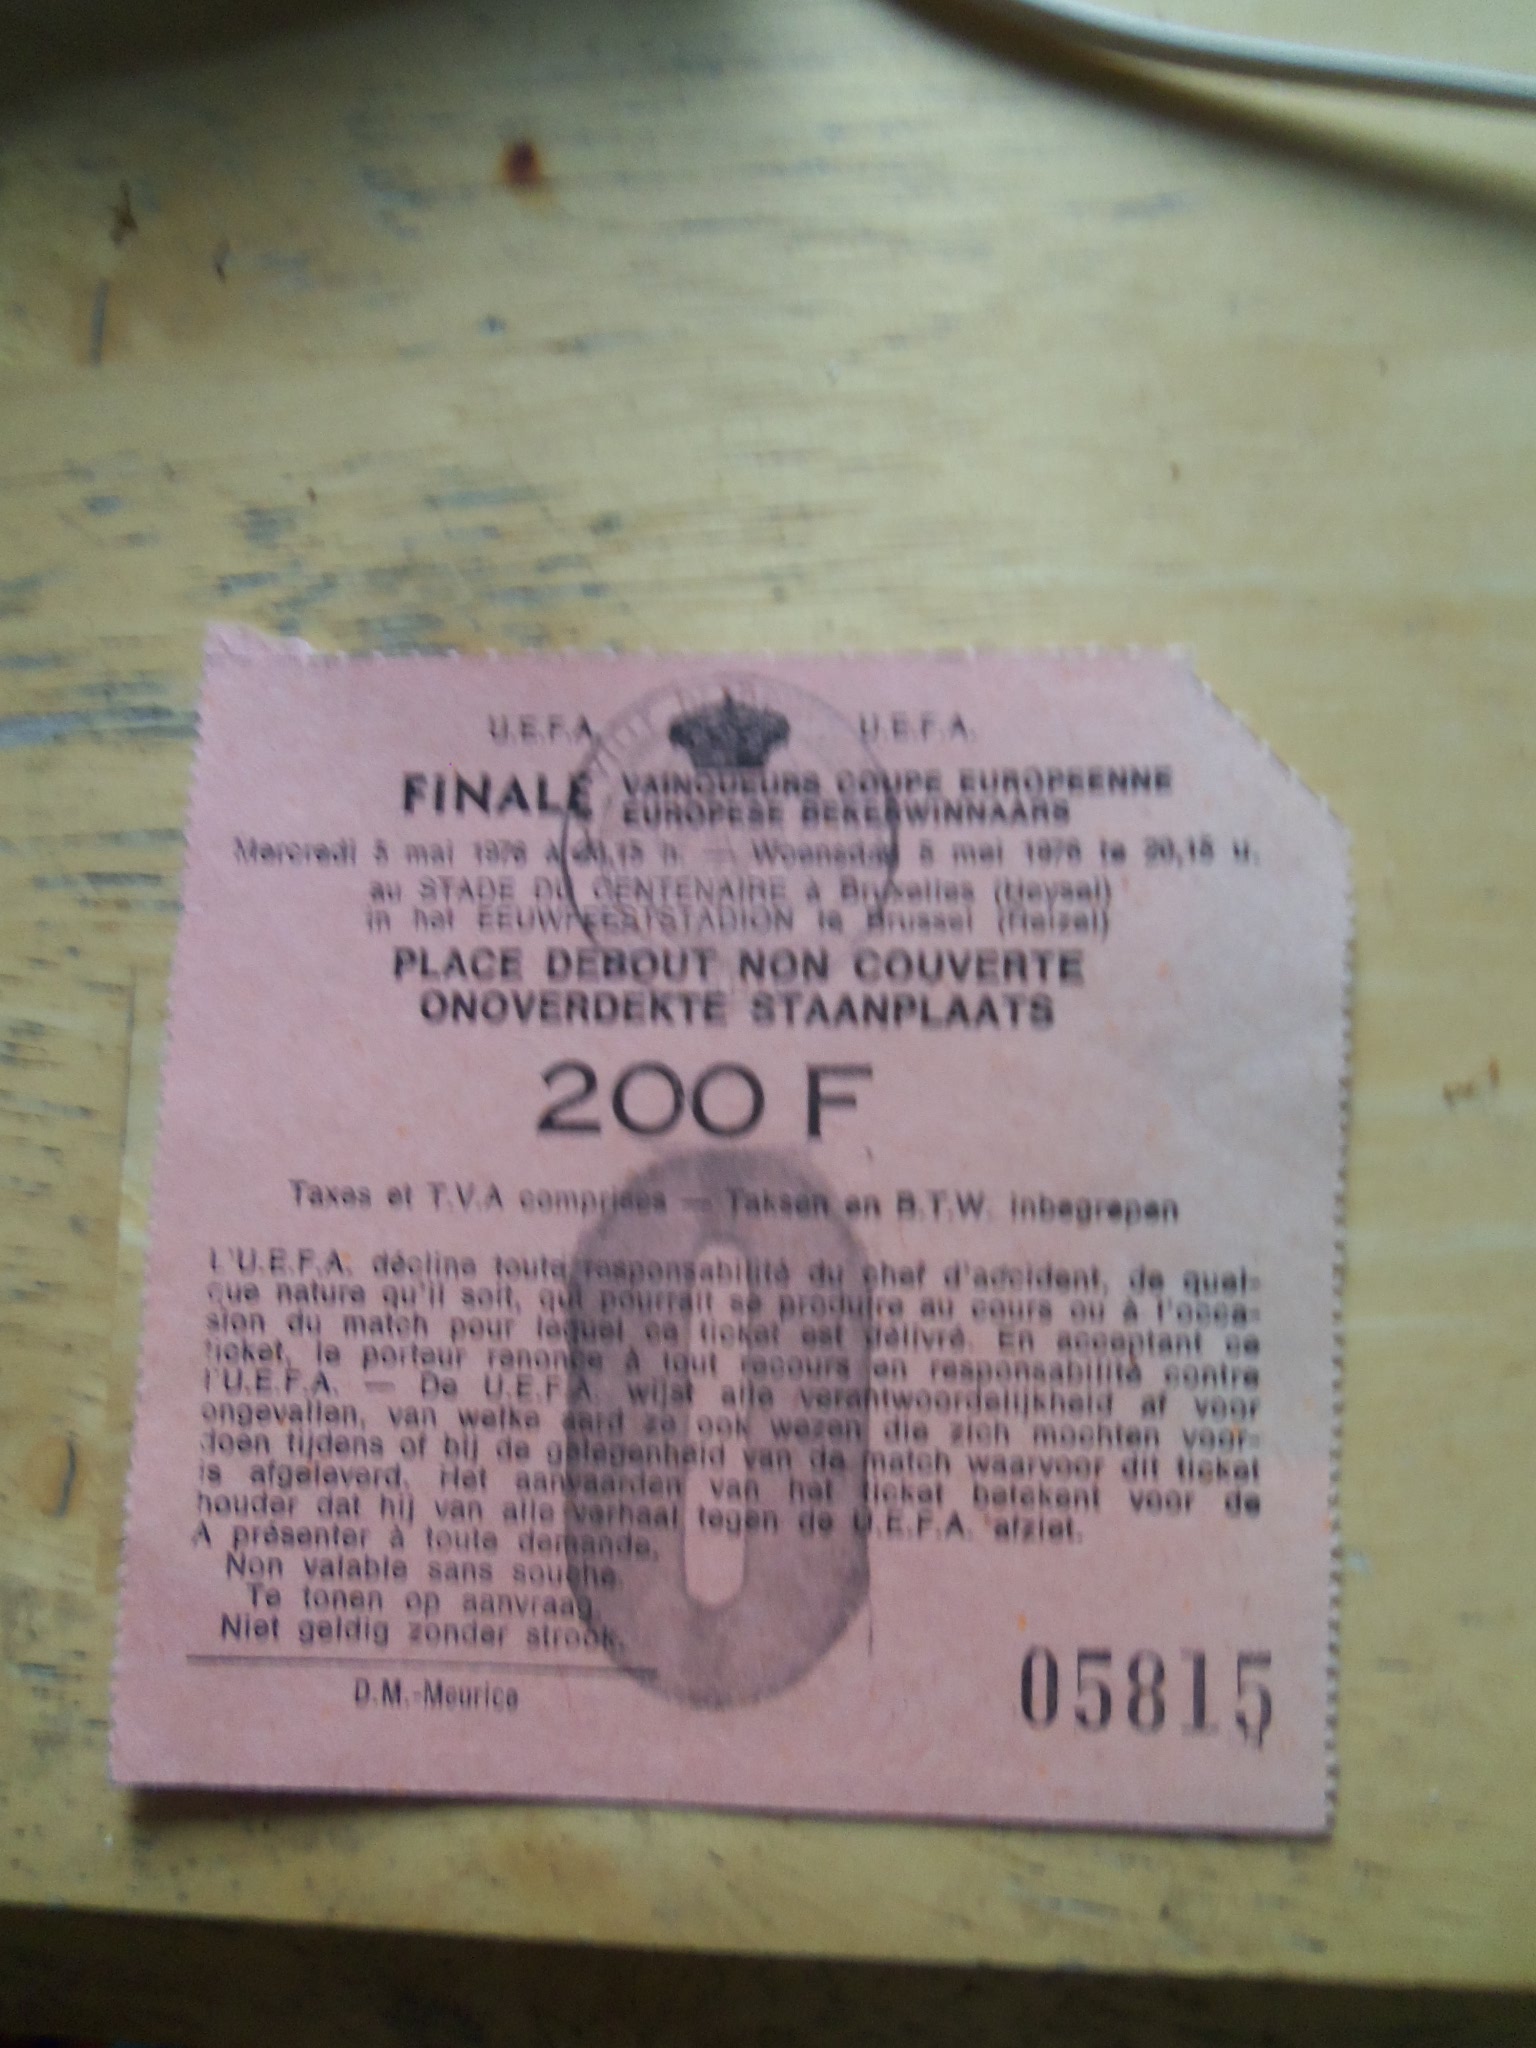 U.E.F.A. U.E.F.A.
FINALE VAINQUEURS COUPE EUROPEENNE
EUROPESE BEKERWINNAARS
Mercredi 5 mai 1976 à 20,15 h. — Woensdag 5 mei 1976 te 20,15 u.
au STADE DU CENTENAIRE à Bruxelles (Heysel)
in het EEUWFEESTSTADION te Brussel (Heizel)
PLACE DEBOUT NON COUVERTE
ONOVERDEKTE STAANPLAATS
200 F
Taxes et T.V.A comprises — Taksen en B.T.W. inbegrepen
L'U.E.F.A. décline toute responsabilité du chef d'accident, de quel-
que nature qu'il soit, qui pourrait se produire au cours ou à l'occa-
sion du match pour lequel ce ticket est délivré. En acceptant ce
ticket, le porteur renonce à tout recours en responsabilité contre
l'U.E.F.A. — De U.E.F.A. wijst alle verantwoordelijkheid af voor
ongevallen, van welke aard ze ook wezen die zich mochten voor-
doen tijdens of bij de gelegenheid van de match waarvoor dit ticket
is afgeleverd. Het aanvaarden van het ticket betekent voor de
houder dat hij van alle verhaal tegen de U.E.F.A. afziet.
A présenter à toute demande.
Non valable sans souche.
Te tonen op aanvraag.
Niet geldig zonder strook.
D.M.-Meurice
05815
0